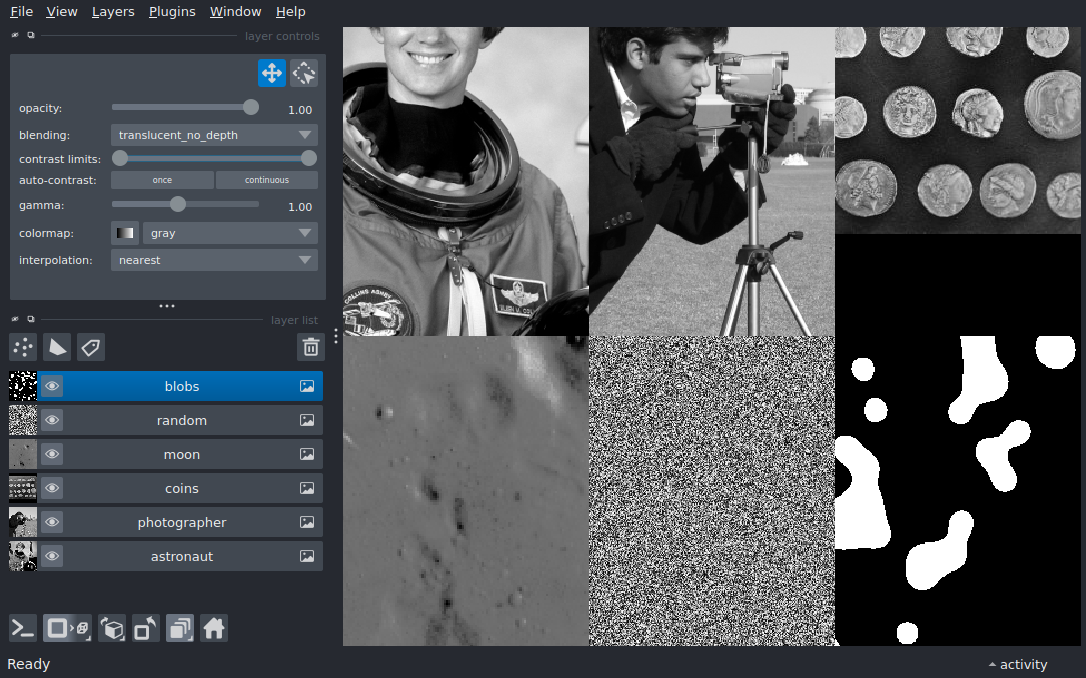 File View Layers Plugins Window Help
layer controls
opacity: 1.00
blending: translucent_no_depth
contrast limits:
auto-contrast: once continuous
gamma: 1.00
colormap: gray
interpolation: nearest
layer list
blobs
random
moon
coins
photographer
astronaut
COLLINS
Ready
activity